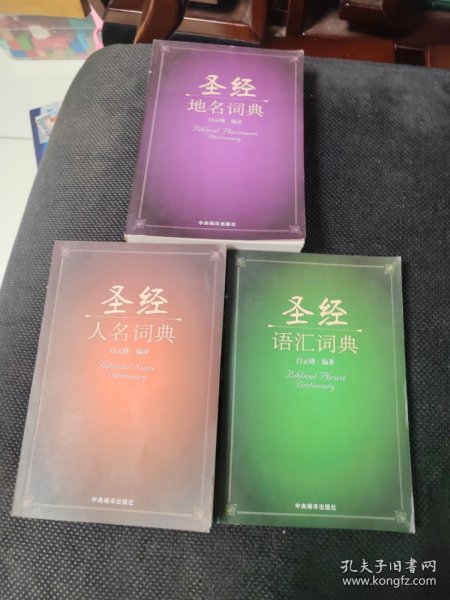 圣经
地名词典
白云晓 编译
Biblical Placename
Dictionary
中央编译出版社
圣经
人名词典
白云晓 编译
Biblical Name
Dictionary
中央编译出版社
圣经
语汇词典
白云晓 编著
Biblical Phrase
Dictionary
中央编译出版社
孔夫子旧书网
www.kongfz.com